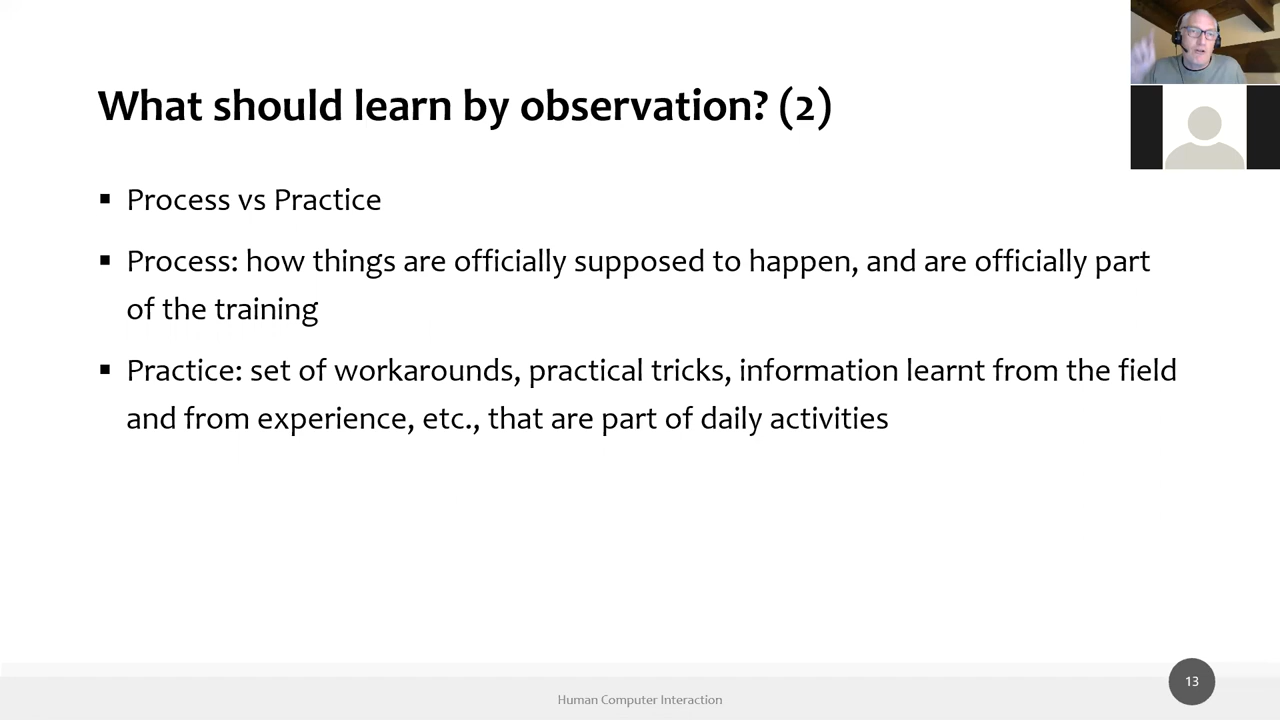 What should learn by observation? (2)
▪ Process vs Practice
▪ Process: how things are officially supposed to happen, and are officially part
of the training
▪ Practice: set of workarounds, practical tricks, information learnt from the field
and from experience, etc., that are part of daily activities
13
Human Computer Interaction